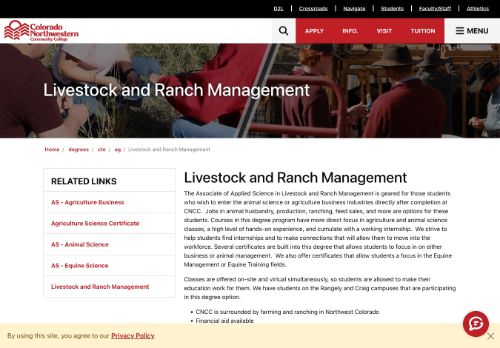 D2L Crossroads Navigate Students Faculty/Staff Athletics
Colorado
Northwestern
Community College
APPLY INFO. VISIT TUITION MENU
Livestock and Ranch Management
Home / degrees / cte / ag / Livestock and Ranch Management
RELATED LINKS
AS - Agriculture Business
Agriculture Science Certificate
AS - Animal Science
AS - Equine Science
Livestock and Ranch Management
Livestock and Ranch Management
The Associate of Applied Science in Livestock and Ranch Management is geared for those students
who wish to enter the animal science or agriculture business industries directly after completion at
CNCC. Jobs in animal husbandry, production, ranching, feed sales, and more are options for these
students. Courses in this degree program have more direct focus in agriculture and animal science
classes, a high level of hands-on experience, and cumulate with a working internship. We strive to
help students find internships and to make connections that will allow them to move into the
workforce. Several certificates are built into this degree that allows students to focus in on either
business or animal management. We also offer certificates that allow students a focus in the Equine
Management or Equine Training fields.
Classes are offered on-site and virtual simultaneously, so students are allowed to make their
education work for them. We have students on the Rangely and Craig campuses that are participating
in this degree option.
• CNCC is surrounded by farming and ranching in Northwest Colorado
• Financial aid available
By using this site, you agree to our Privacy Policy